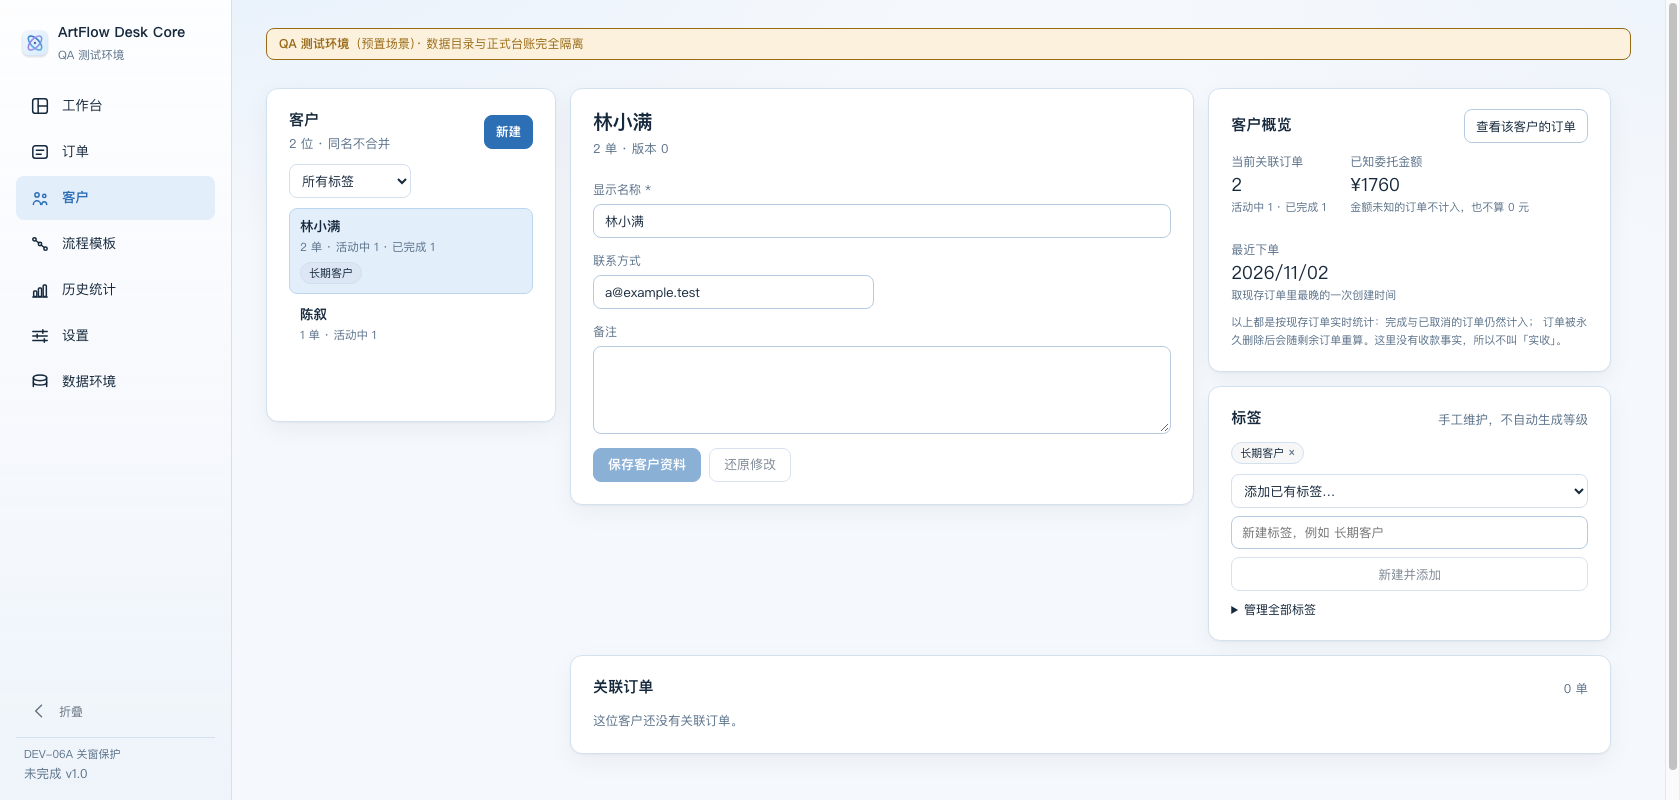 ArtFlow Desk Core
QA 测试环境
工作台
订单
客户
流程模板
历史统计
设置
数据环境
折叠
DEV-06A 关窗保护
未完成 v1.0
QA 测试环境（预置场景）· 数据目录与正式台账完全隔离
客户
2 位 · 同名不合并
新建
所有标签
林小满
2 单 · 活动中 1 · 已完成 1
长期客户
陈叙
1 单 · 活动中 1
林小满
2 单 · 版本 0
显示名称 *
林小满
联系方式
a@example.test
备注
保存客户资料
还原修改
客户概览
查看该客户的订单
当前关联订单
2
活动中 1 · 已完成 1
已知委托金额
¥1760
金额未知的订单不计入，也不算 0 元
最近下单
2026/11/02
取现存订单里最晚的一次创建时间
以上都是按现存订单实时统计：完成与已取消的订单仍然计入； 订单被永
久删除后会随剩余订单重算。这里没有收款事实，所以不叫「实收」。
标签
手工维护，不自动生成等级
长期客户 ×
添加已有标签…
新建标签，例如 长期客户
新建并添加
管理全部标签
关联订单
0 单
这位客户还没有关联订单。